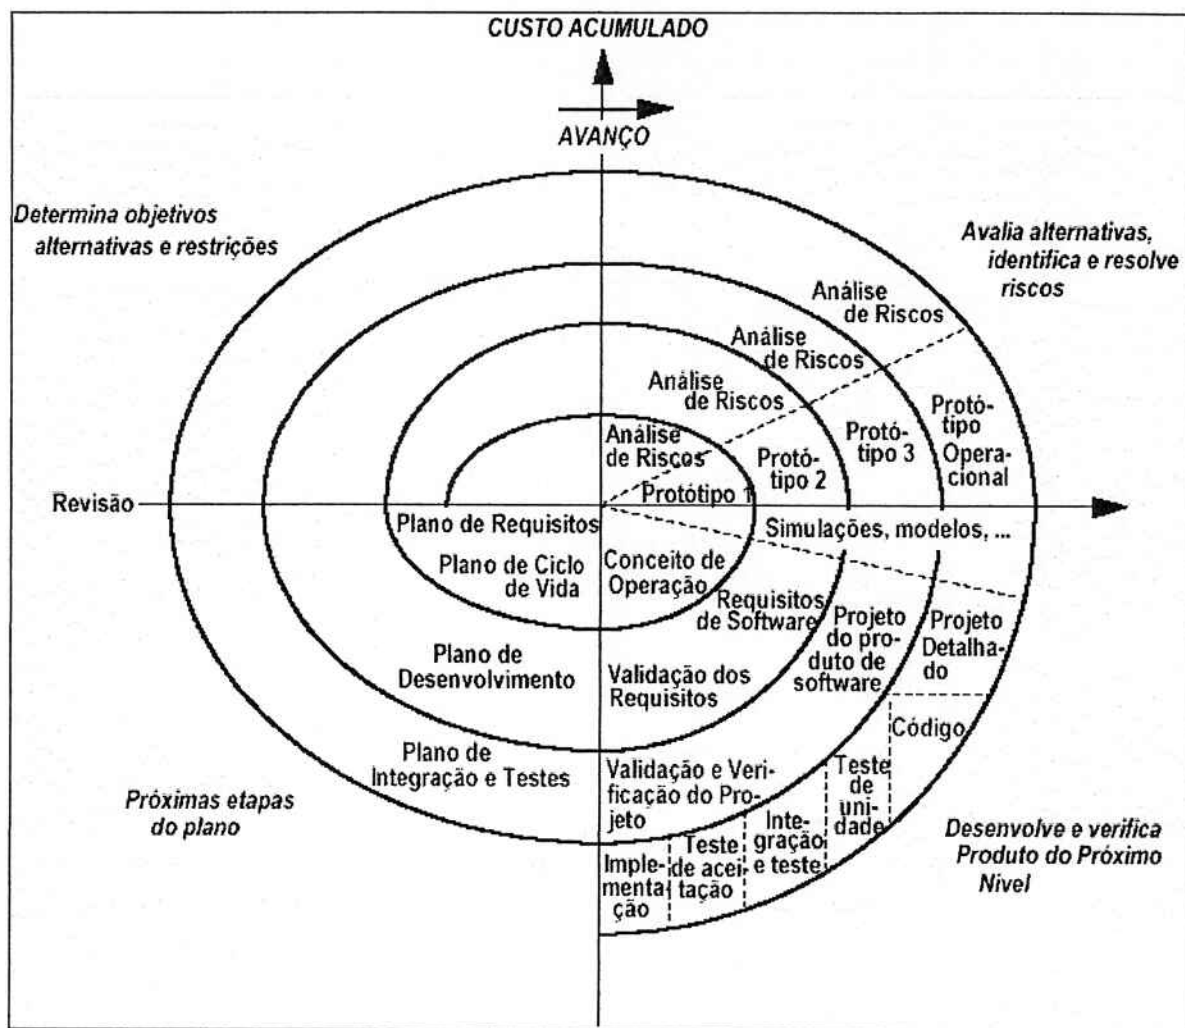 CUSTO ACUMULADO
AVANÇO
Determina objetivos
alternativas e restrições
Avalia alternativas,
identifica e resolve
riscos
Análise
de Riscos
Análise
de Riscos
Análise
de Riscos
Análise
de Riscos
Protó-
tipo
Opera-
cional
Protó-
tipo 3
Protó-
tipo 2
Protótipo 1
Revisão
Simulações, modelos, ...
Plano de Requisitos
Plano de Ciclo
de Vida
Conceito de
Operação
Requisitos
de Software
Projeto
do pro-
duto de
software
Projeto
Detalha-
do
Plano de
Desenvolvimento
Validação dos
Requisitos
Código
Plano de
Integração e Testes
Validação e Veri-
ficação do Pro-
jeto
Teste
de
uni-
dade
Inte-
gração
e teste
Teste
de acei-
tação
Imple-
menta-
ção
Próximas etapas
do plano
Desenvolve e verifica
Produto do Próximo
Nivel